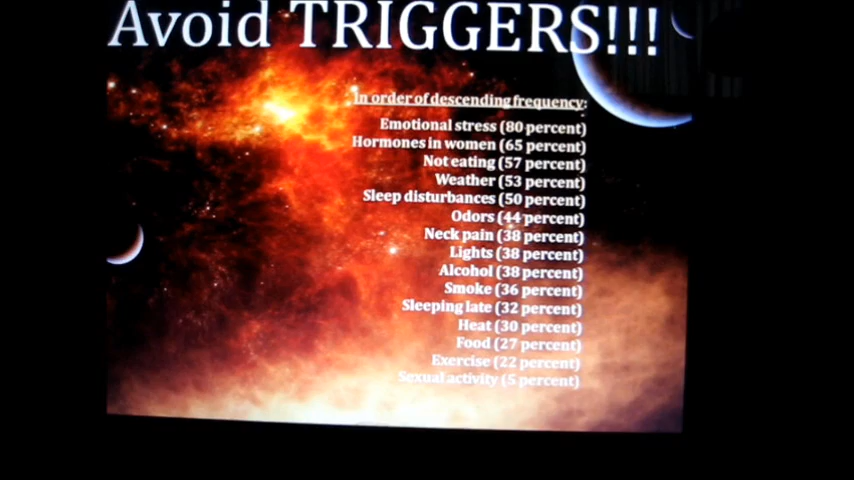 Avoid TRIGGERS!!!
In order of descending frequency:
Emotional stress (80 percent)
Hormones in women (65 percent)
Not eating (57 percent)
Weather (53 percent)
Sleep disturbances (50 percent)
Odors (44 percent)
Neck pain (38 percent)
Lights (38 percent)
Alcohol (38 percent)
Smoke (36 percent)
Sleeping late (32 percent)
Heat (30 percent)
Food (27 percent)
Exercise (22 percent)
Sexual activity (5 percent)